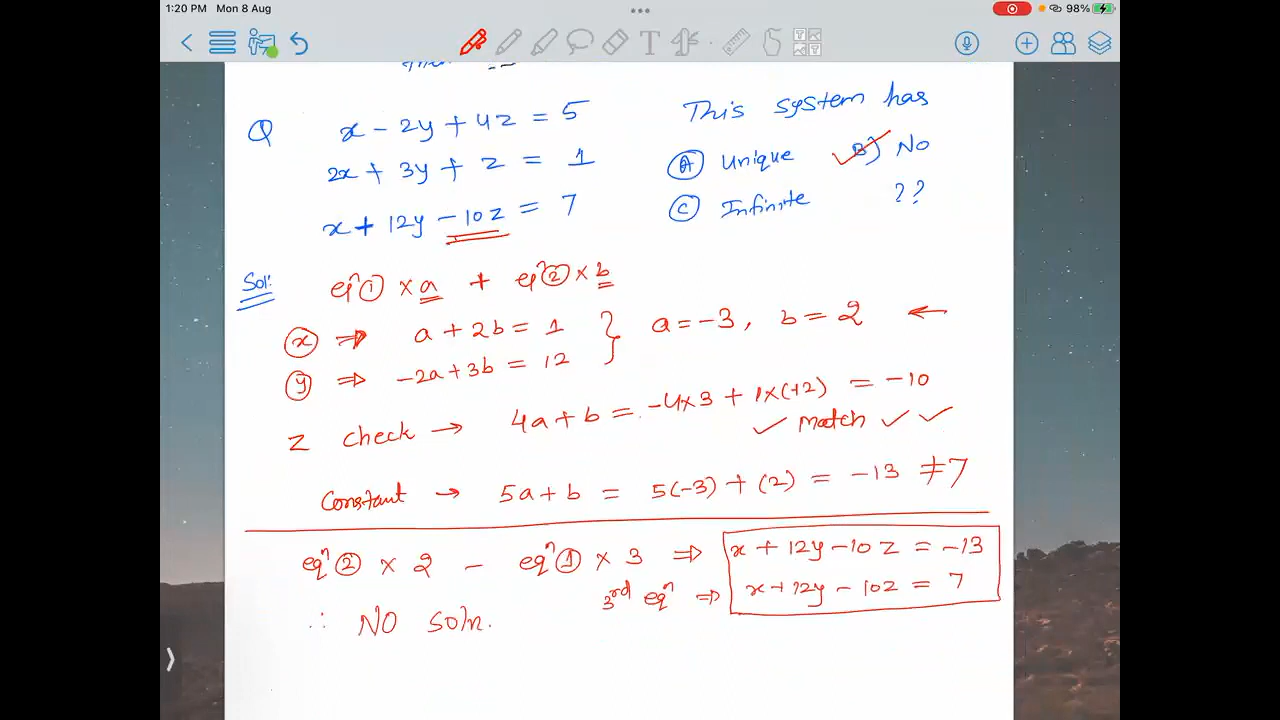 1:20 PM Mon 8 Aug
98%
Q x - 2y + 4z = 5 This system has
2x + 3y + z = 1 Ⓐ Unique B) No
x + 12y - 10z = 7 Ⓒ Infinite ??
Sol: eqⁿ① × a + eqⁿ② × b
ⓧ ⇒ a + 2b = 1 } a = -3, b = 2 ←
ⓨ ⇒ -2a + 3b = 12
Z check → 4a + b = -4×3 + 1×(+2) = -10
✓ Match ✓ ✓
Constant → 5a + b = 5(-3) + (2) = -13 ≠ 7
eqⁿ② × 2 - eqⁿ① × 3 ⇒ x + 12y - 10z = -13
3rd eqⁿ ⇒ x + 12y - 10z = 7
∴ NO soln.